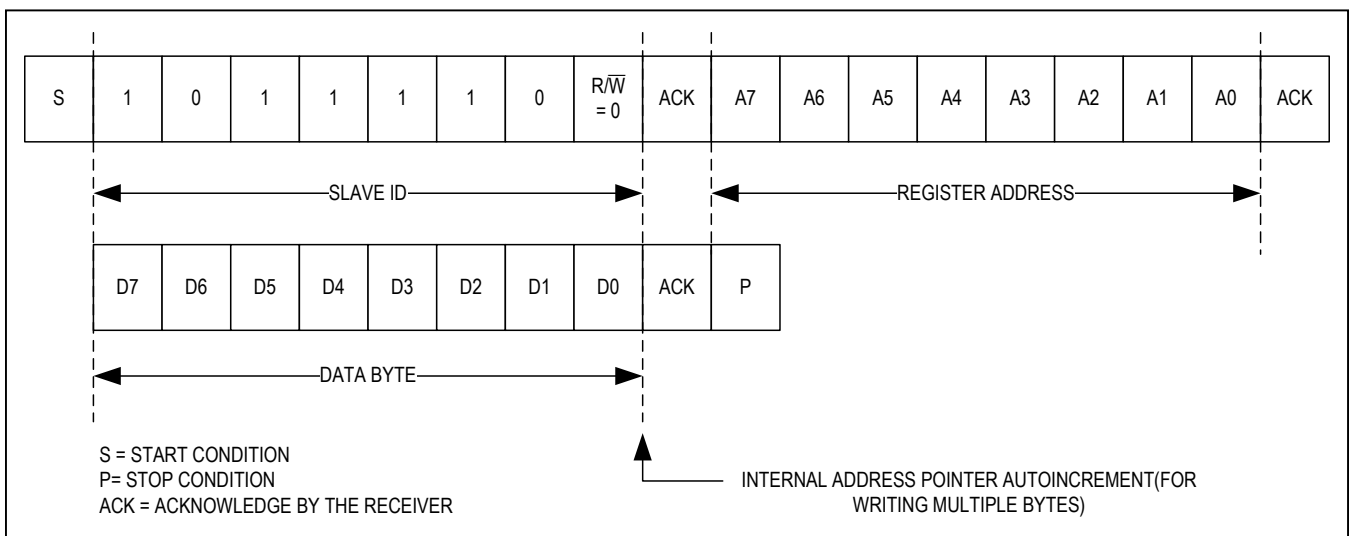 S 1 0 1 1 1 1 0 R/W̅ = 0 ACK A7 A6 A5 A4 A3 A2 A1 A0 ACK
SLAVE ID REGISTER ADDRESS
D7 D6 D5 D4 D3 D2 D1 D0 ACK P
DATA BYTE
S = START CONDITION
P= STOP CONDITION
ACK = ACKNOWLEDGE BY THE RECEIVER
INTERNAL ADDRESS POINTER AUTOINCREMENT(FOR
WRITING MULTIPLE BYTES)